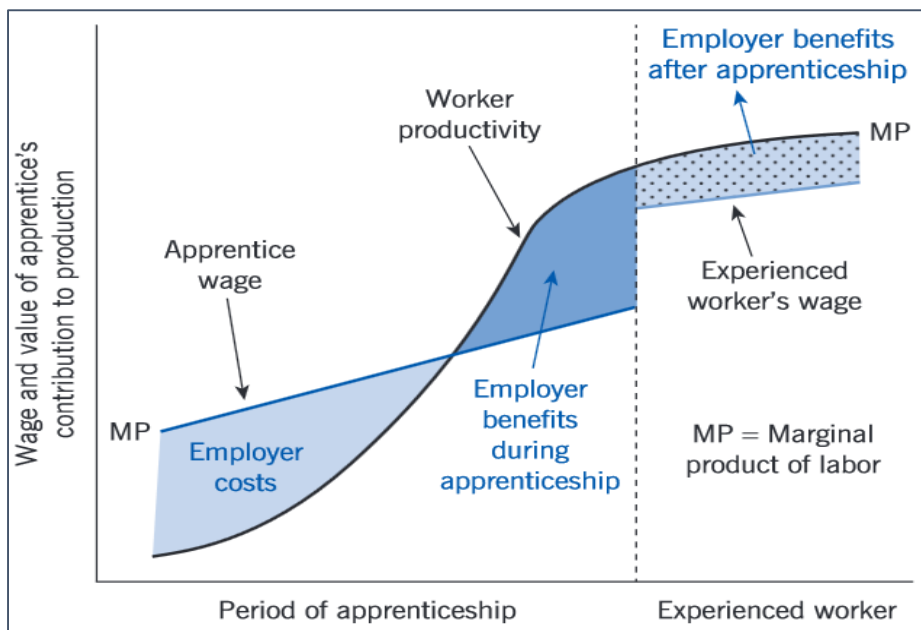 Employer benefits
after apprenticeship
Worker
productivity
MP
Apprentice
wage
Experienced
worker's wage
Wage and value of apprentice's
contribution to production
MP
Employer
costs
Employer
benefits
during
apprenticeship
MP = Marginal
product of labor
Period of apprenticeship
Experienced worker